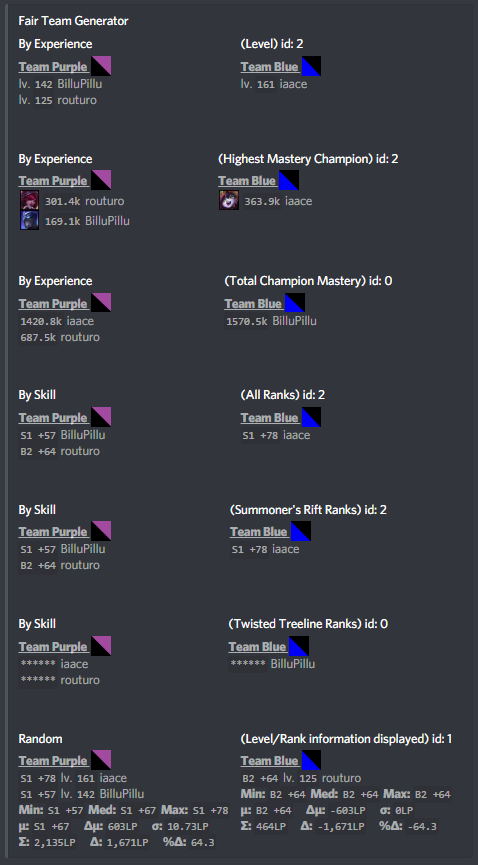 Fair Team Generator
By Experience (Level) id: 2
Team Purple Team Blue
lv. 142 BilluPillu lv. 161 iaace
lv. 125 routuro
By Experience (Highest Mastery Champion) id: 2
Team Purple Team Blue
301.4k routuro 363.9k iaace
169.1k BilluPillu
By Experience (Total Champion Mastery) id: 0
Team Purple Team Blue
1420.8k iaace 1570.5k BilluPillu
687.5k routuro
By Skill (All Ranks) id: 2
Team Purple Team Blue
S1 +57 BilluPillu S1 +78 iaace
B2 +64 routuro
By Skill (Summoner's Rift Ranks) id: 2
Team Purple Team Blue
S1 +57 BilluPillu S1 +78 iaace
B2 +64 routuro
By Skill (Twisted Treeline Ranks) id: 0
Team Purple Team Blue
****** iaace ****** BilluPillu
****** routuro
Random (Level/Rank information displayed) id: 1
Team Purple Team Blue
S1 +78 lv. 161 iaace B2 +64 lv. 125 routuro
S1 +57 lv. 142 BilluPillu Min: B2 +64 Med: B2 +64 Max: B2 +64
Min: S1 +57 Med: S1 +67 Max: S1 +78 μ: B2 +64 Δμ: -603LP σ: 0LP
μ: S1 +67 Δμ: 603LP σ: 10.73LP Σ: 464LP Δ: -1,671LP %Δ: -64.3
Σ: 2,135LP Δ: 1,671LP %Δ: 64.3